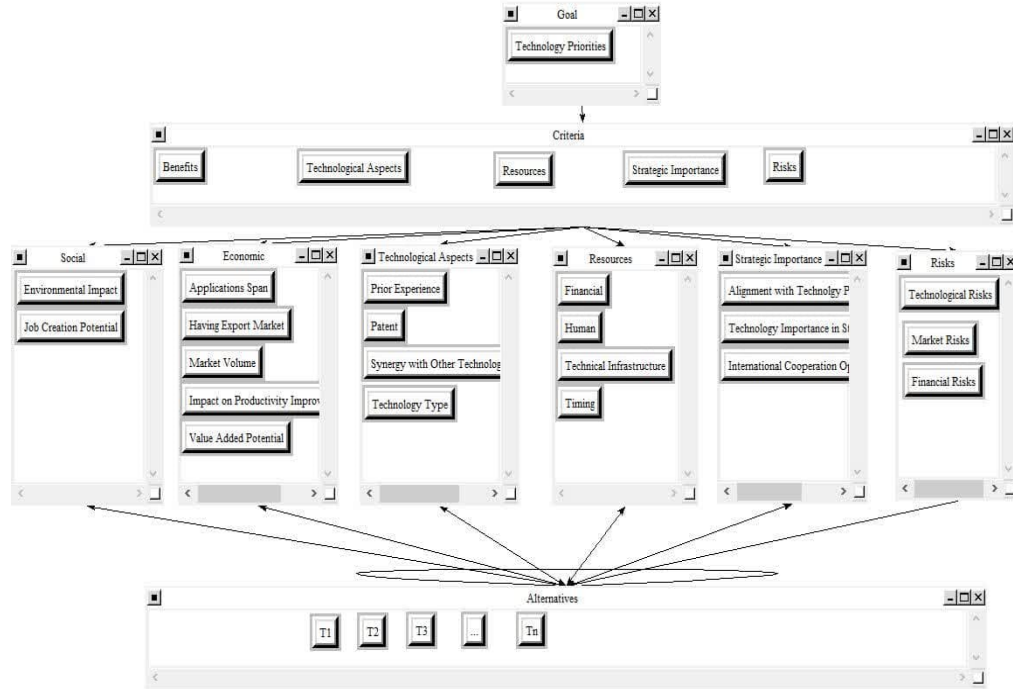 Goal
Technology Priorities
Criteria
Benefits
Technological Aspects
Resources
Strategic Importance
Risks
Social
Environmental Impact
Job Creation Potential
Economic
Applications Span
Having Export Market
Market Volume
Impact on Productivity Improv
Value Added Potential
Technological Aspects
Prior Experience
Patent
Synergy with Other Technolog
Technology Type
Resources
Financial
Human
Technical Infrastructure
Timing
Strategic Importance
Alignment with Technolgy P
Technology Importance in St
International Cooperation Op
Risks
Technological Risks
Market Risks
Financial Risks
Alternatives
T1 T2 T3 ... Tn